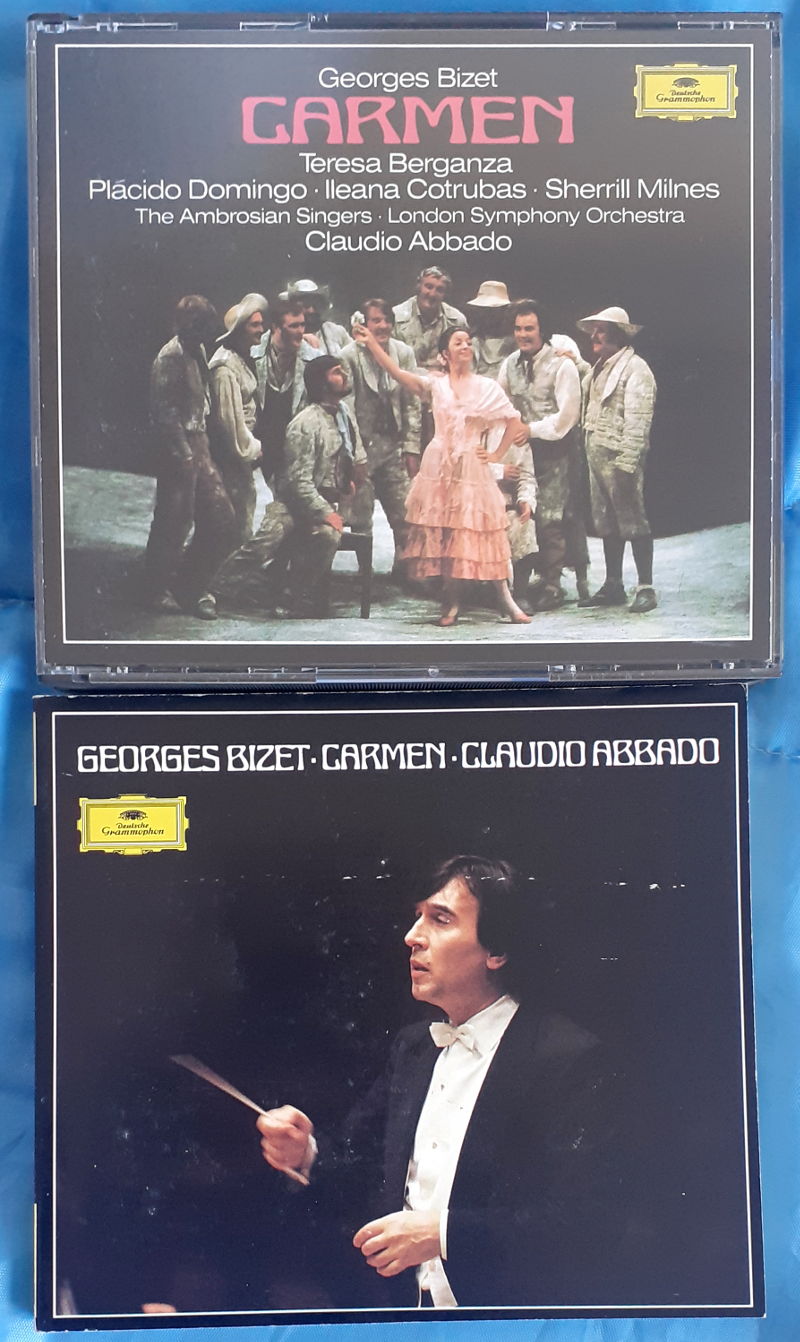 Georges Bizet
CARMEN
Deutsche
Grammophon
Teresa Berganza
Plácido Domingo · Ileana Cotrubas · Sherrill Milnes
The Ambrosian Singers · London Symphony Orchestra
Claudio Abbado
GEORGES BIZET · CARMEN · CLAUDIO ABBADO
Deutsche
Grammophon